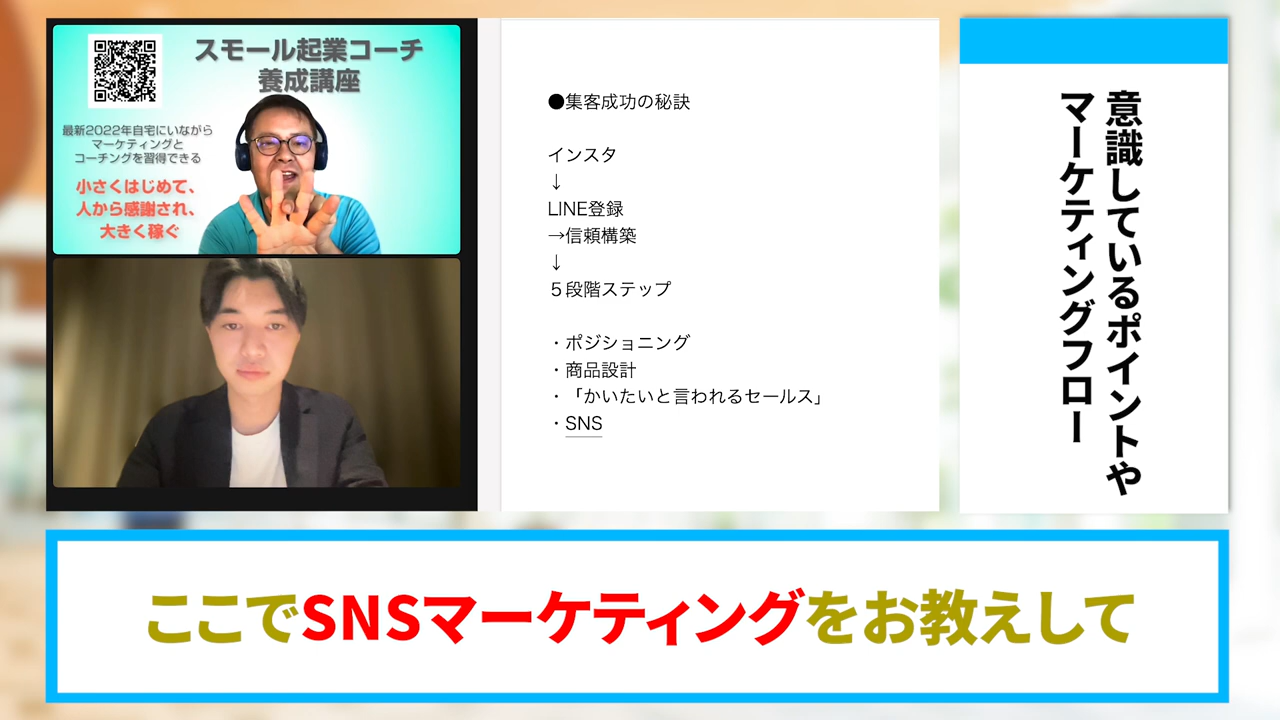 スモール起業コーチ
養成講座
最新2022年自宅にいながら
マーケティングと
コーチングを習得できる
小さくはじめて、
人から感謝され、
大きく稼ぐ
●集客成功の秘訣
インスタ
↓
LINE登録
→信頼構築
↓
５段階ステップ
・ポジショニング
・商品設計
・「かいたいと言われるセールス」
・SNS
意識しているポイントや
マーケティングフロー
ここでSNSマーケティングをお教えして